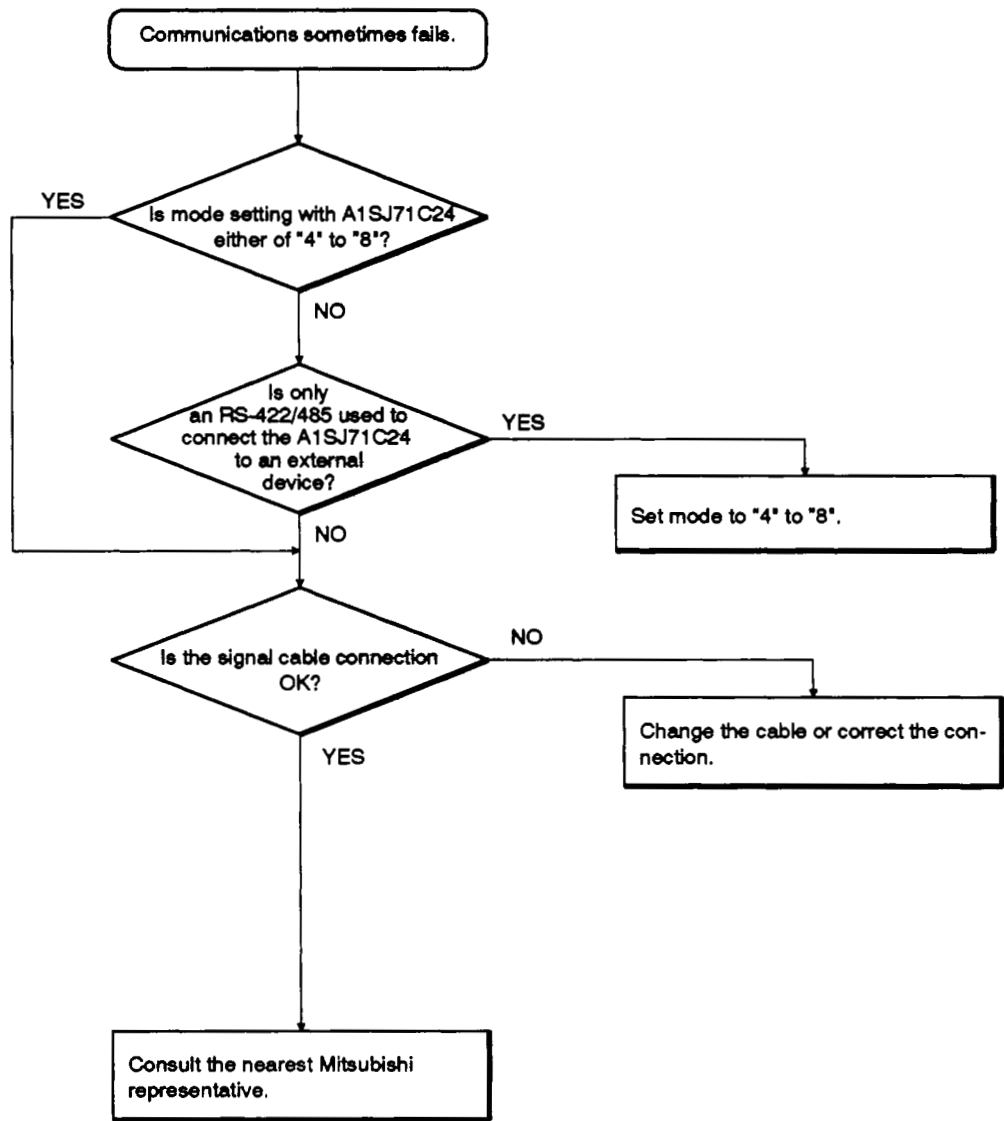 Communications sometimes fails.
YES
Is mode setting with A1SJ71C24
either of "4" to "8"?
NO
Is only
an RS-422/485 used to
connect the A1SJ71C24
to an external
device?
YES
Set mode to "4" to "8".
NO
Is the signal cable connection
OK?
NO
Change the cable or correct the con-
nection.
YES
Consult the nearest Mitsubishi
representative.